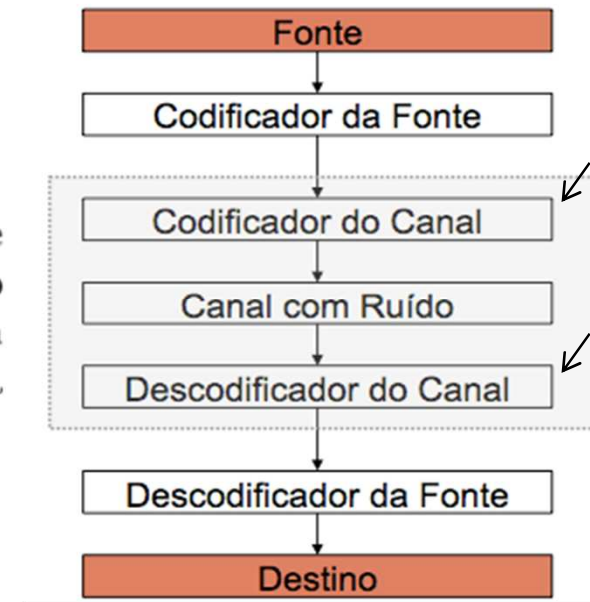 Fonte
Codificador da Fonte
Codificador do Canal
Canal com Ruído
Descodificador do Canal
Descodificador da Fonte
Destino